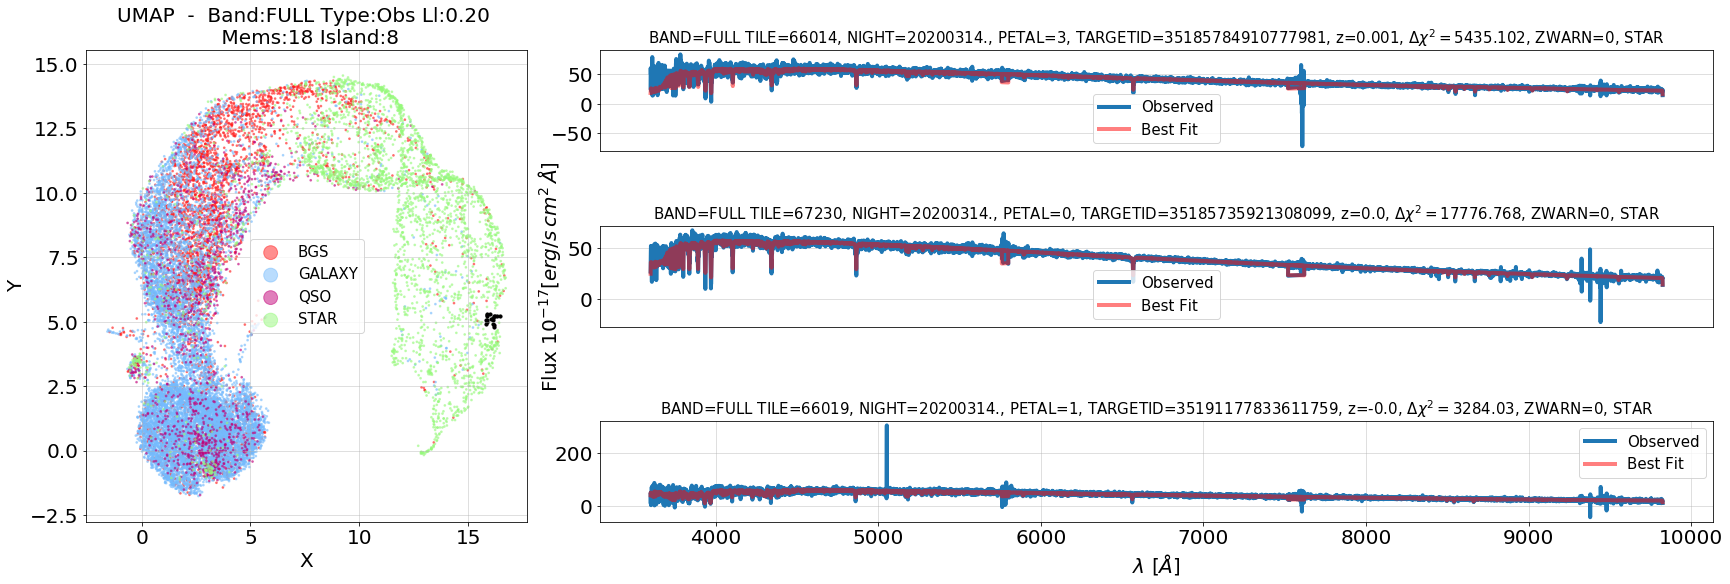 UMAP - Band:FULL Type:Obs Ll:0.20
Mems:18 Island:8
15.0
12.5
10.0
7.5
5.0
2.5
0.0
−2.5
Y
0
5
10
15
X
BGS
GALAXY
QSO
STAR
Flux 10⁻¹⁷[erg/s cm² Å]
BAND=FULL TILE=66014, NIGHT=20200314., PETAL=3, TARGETID=35185784910777981, z=0.001, Δχ² = 5435.102, ZWARN=0, STAR
50
0
−50
Observed
Best Fit
BAND=FULL TILE=67230, NIGHT=20200314., PETAL=0, TARGETID=35185735921308099, z=0.0, Δχ² = 17776.768, ZWARN=0, STAR
50
0
Observed
Best Fit
BAND=FULL TILE=66019, NIGHT=20200314., PETAL=1, TARGETID=35191177833611759, z=-0.0, Δχ² = 3284.03, ZWARN=0, STAR
200
0
Observed
Best Fit
4000
5000
6000
7000
8000
9000
10000
λ [Å]